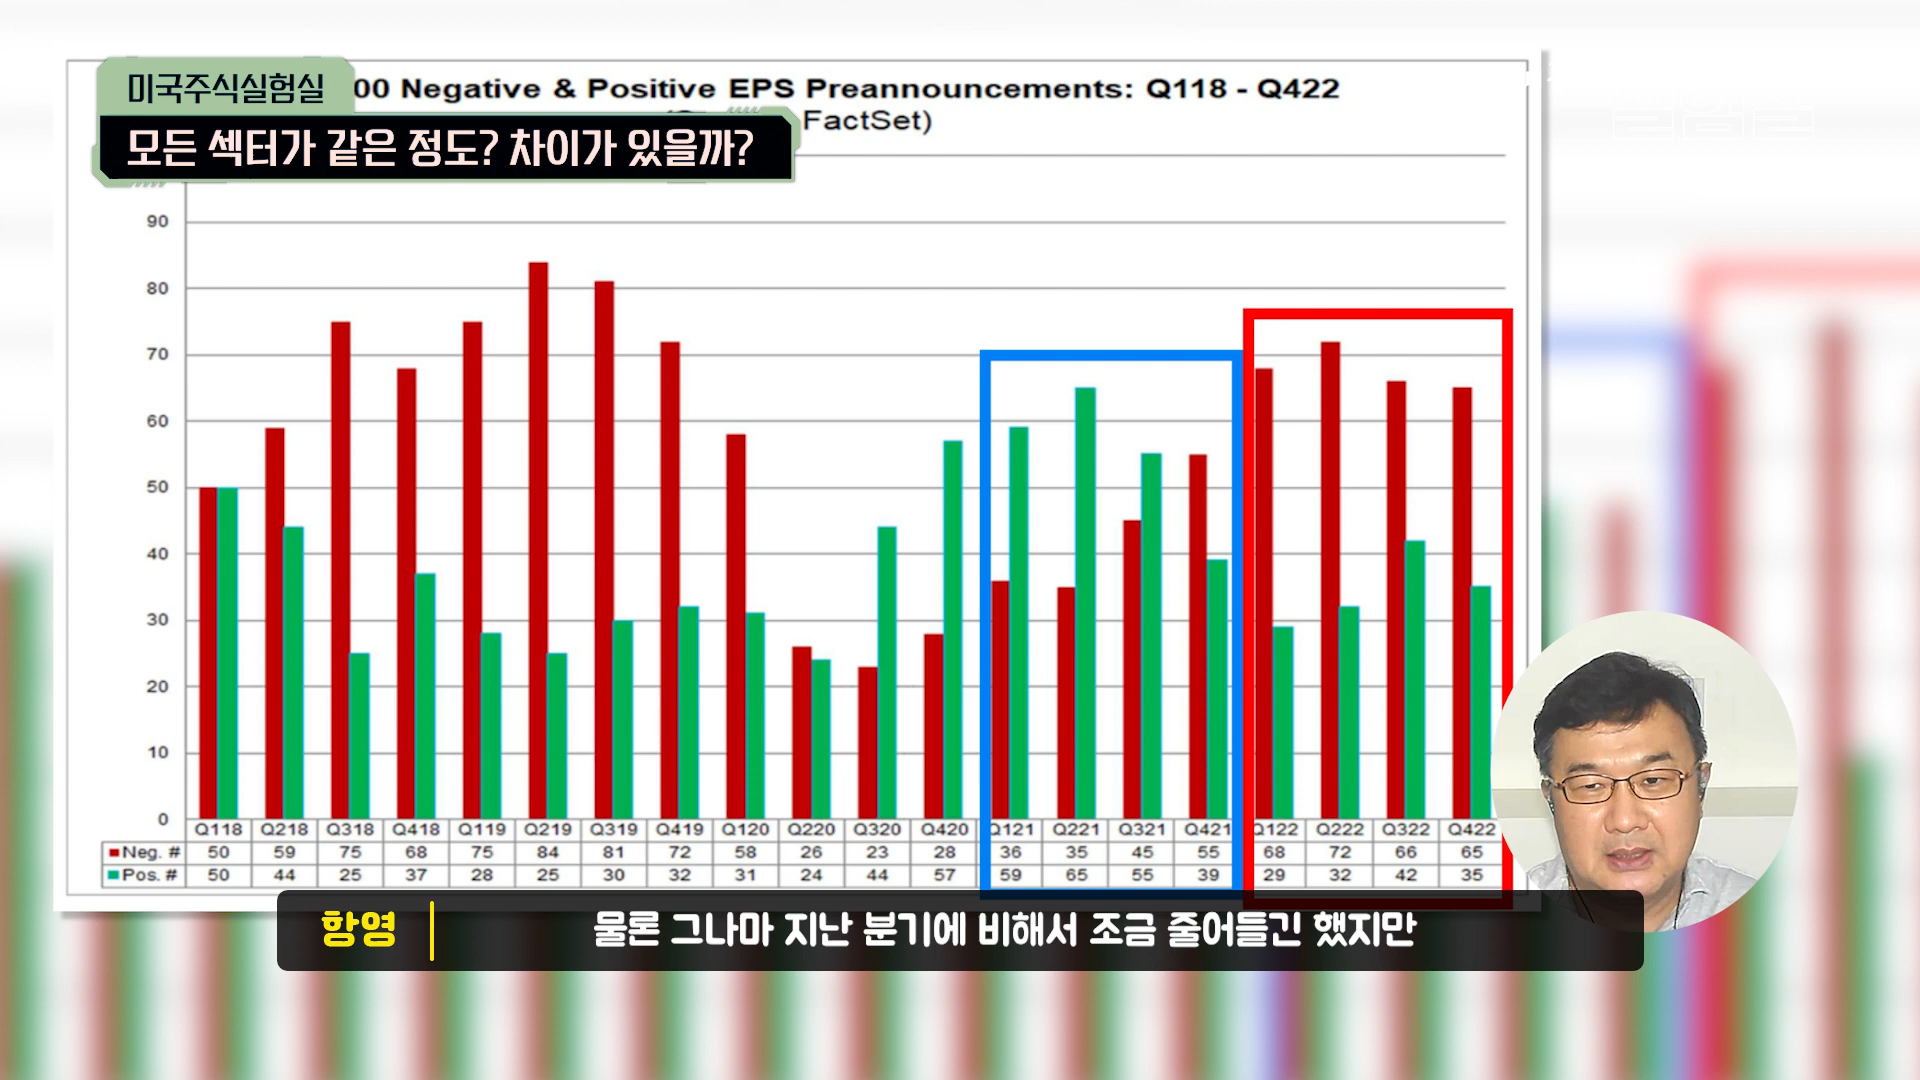 미국주식실험실
모든 섹터가 같은 정도? 차이가 있을까?
00 Negative & Positive EPS Preannouncements: Q118 - Q422
FactSet)
90
80
70
60
50
40
30
20
10
0
Q118 Q218 Q318 Q418 Q119 Q219 Q319 Q419 Q120 Q220 Q320 Q420 Q121 Q221 Q321 Q421 Q122 Q222 Q322 Q422
Neg. # 50 59 75 68 75 84 81 72 58 26 23 28 36 35 45 55 68 72 66 65
Pos. # 50 44 25 37 28 25 30 32 31 24 44 57 59 65 55 39 29 32 42 35
항영 물론 그나마 지난 분기에 비해서 조금 줄어들긴 했지만